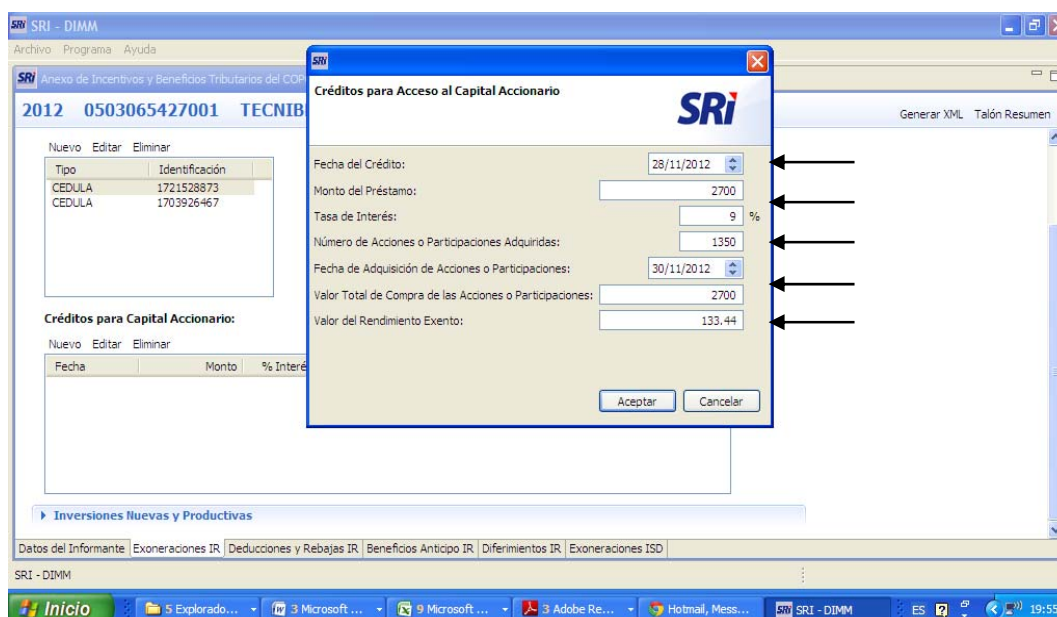 SRI SRI - DIMM
Archivo Programa Ayuda
SRI Anexo de Incentivos y Beneficios Tributarios del COP
2012 0503065427001 TECNIB
Generar XML Talón Resumen
Nuevo Editar Eliminar
Tipo Identificación
CEDULA 1721528873
CEDULA 1703926467
Créditos para Capital Accionario:
Nuevo Editar Eliminar
Fecha Monto % Interé
SRI
Créditos para Acceso al Capital Accionario
SRi
Fecha del Crédito: 28/11/2012
Monto del Préstamo: 2700
Tasa de Interés: 9 %
Número de Acciones o Participaciones Adquiridas: 1350
Fecha de Adquisición de Acciones o Participaciones: 30/11/2012
Valor Total de Compra de las Acciones o Participaciones: 2700
Valor del Rendimiento Exento: 133.44
Aceptar Cancelar
Inversiones Nuevas y Productivas
Datos del Informante Exoneraciones IR Deducciones y Rebajas IR Beneficios Anticipo IR Diferimientos IR Exoneraciones ISD
SRI - DIMM
Inicio 5 Explorado... 3 Microsoft ... 9 Microsoft ... 3 Adobe Re... Hotmail, Mess... SRI SRI - DIMM ES 19:55